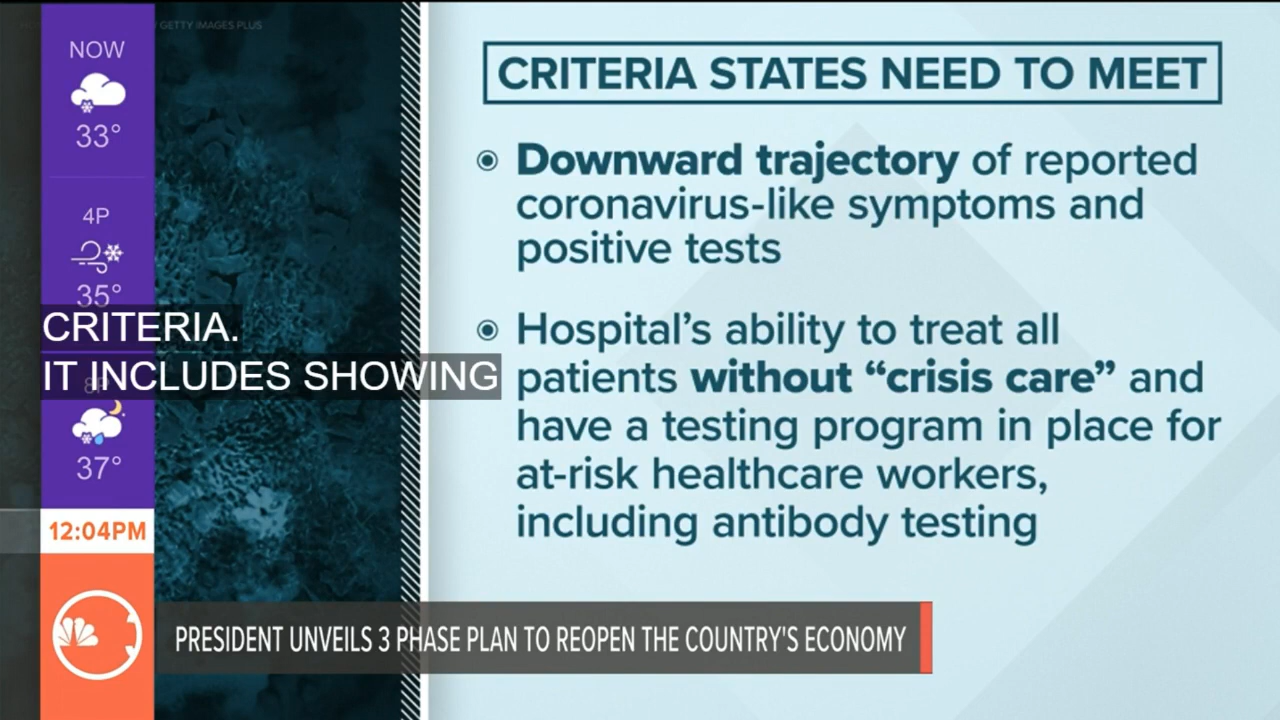 GETTY IMAGES PLUS
NOW
33°
4P
35°
8P
37°
12:04PM
CRITERIA.
IT INCLUDES SHOWING
CRITERIA STATES NEED TO MEET
Downward trajectory of reported
coronavirus-like symptoms and
positive tests
Hospital's ability to treat all
patients without “crisis care” and
have a testing program in place for
at-risk healthcare workers,
including antibody testing
PRESIDENT UNVEILS 3 PHASE PLAN TO REOPEN THE COUNTRY'S ECONOMY